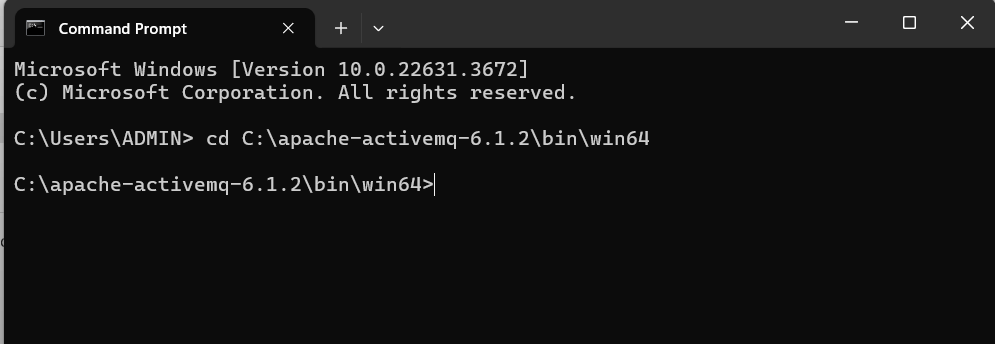 Command Prompt
Microsoft Windows [Version 10.0.22631.3672]
(c) Microsoft Corporation. All rights reserved.
C:\Users\ADMIN> cd C:\apache-activemq-6.1.2\bin\win64
C:\apache-activemq-6.1.2\bin\win64>